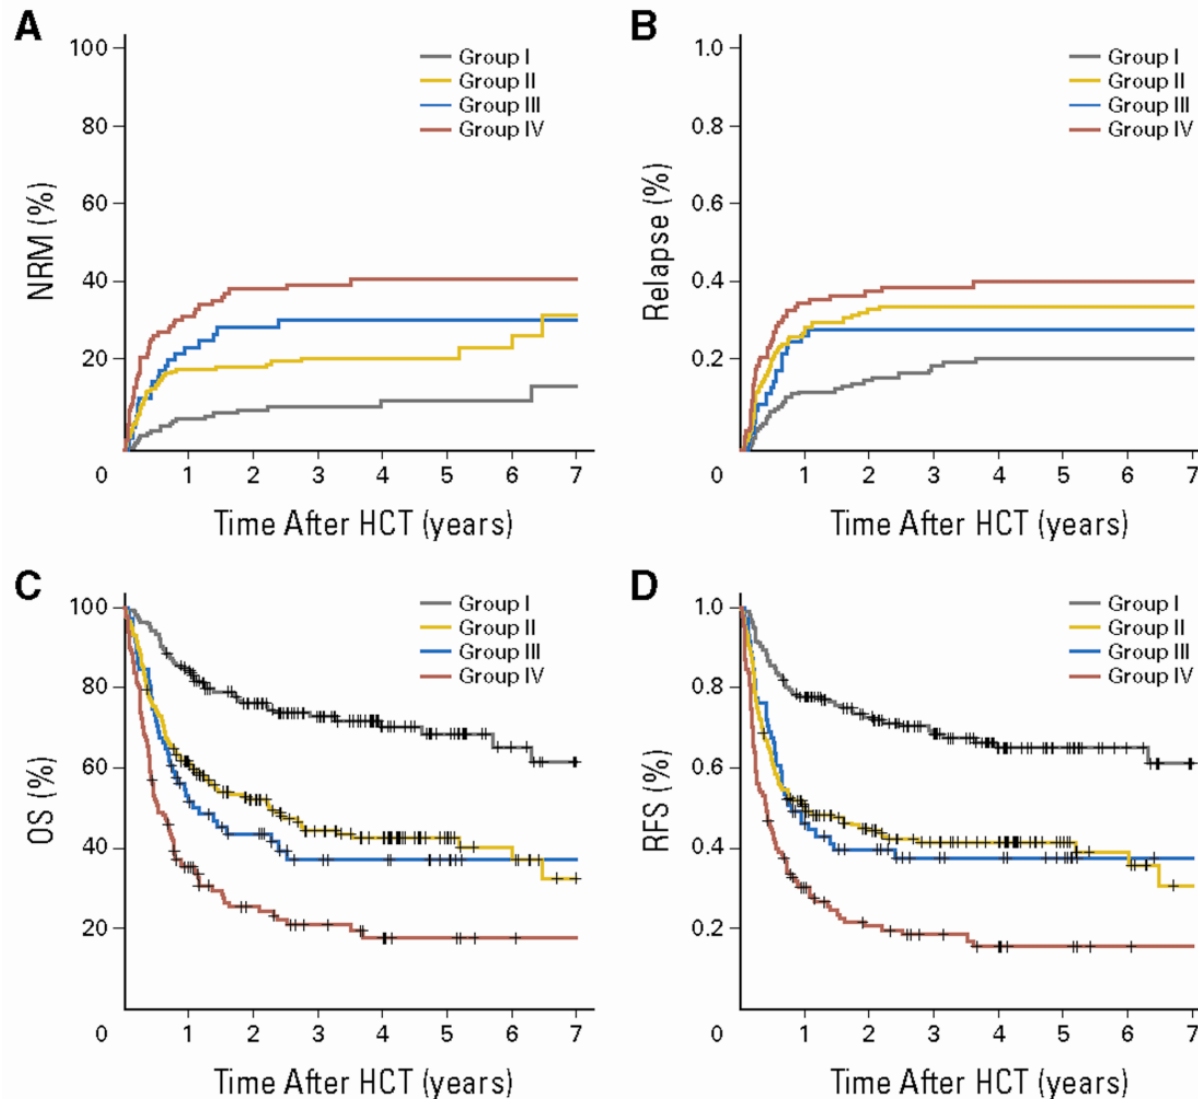 A
NRM (%)
100
80
60
40
20
0 1 2 3 4 5 6 7
Time After HCT (years)
Group I
Group II
Group III
Group IV
B
Relapse (%)
1.0
0.8
0.6
0.4
0.2
0 1 2 3 4 5 6 7
Time After HCT (years)
Group I
Group II
Group III
Group IV
C
OS (%)
100
80
60
40
20
0 1 2 3 4 5 6 7
Time After HCT (years)
Group I
Group II
Group III
Group IV
D
RFS (%)
1.0
0.8
0.6
0.4
0.2
0 1 2 3 4 5 6 7
Time After HCT (years)
Group I
Group II
Group III
Group IV